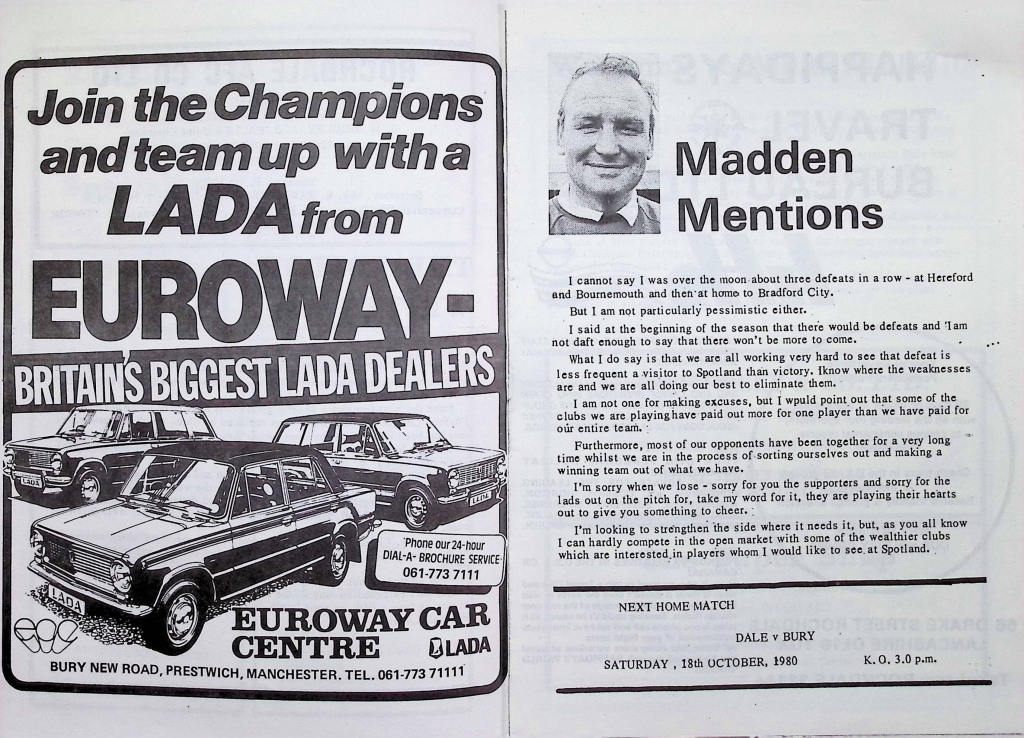 Join the Champions
and team up with a
LADA from
EUROWAY-
BRITAIN'S BIGGEST LADA DEALERS
LADA
LADA
LADA
Phone our 24-hour
DIAL-A-BROCHURE SERVICE
061-773 7111
EUROWAY CAR
CENTRE
LADA
ecc
BURY NEW ROAD, PRESTWICH, MANCHESTER. TEL. 061-773 71111
Madden
Mentions
I cannot say I was over the moon about three defeats in a row - at Hereford
and Bournemouth and then at home to Bradford City.
But I am not particularly pessimistic either.
I said at the beginning of the season that there would be defeats and 'Iam
not daft enough to say that there won't be more to come.
What I do say is that we are all working very hard to see that defeat is
less frequent a visitor to Spotland than victory. Iknow where the weaknesses
are and we are all doing our best to eliminate them.
I am not one for making excuses, but I wpuld point out that some of the
clubs we are playing have paid out more for one player than we have paid for
our entire team.
Furthermore, most of our opponents have been together for a very long
time whilst we are in the process of sorting ourselves out and making a
winning team out of what we have.
I'm sorry when we lose - sorry for you the supporters and sorry for the
lads out on the pitch for, take my word for it, they are playing their hearts
out to give you something to cheer.
I'm looking to strengthen the side where it needs it, but, as you all know
I can hardly compete in the open market with some of the wealthier clubs
which are interested in players whom I would like to see at Spotland.
NEXT HOME MATCH
DALE v BURY
SATURDAY, 18th OCTOBER, 1980 K.O. 3.0 p.m.